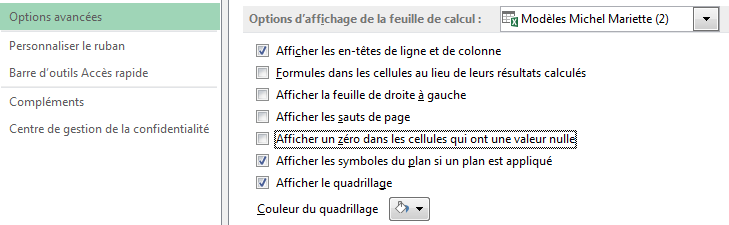 Options avancées
Personnaliser le ruban
Barre d'outils Accès rapide
Compléments
Centre de gestion de la confidentialité
Options d'affichage de la feuille de calcul : Modèles Michel Mariette (2)
Afficher les en-têtes de ligne et de colonne
Formules dans les cellules au lieu de leurs résultats calculés
Afficher la feuille de droite à gauche
Afficher les sauts de page
Afficher un zéro dans les cellules qui ont une valeur nulle
Afficher les symboles du plan si un plan est appliqué
Afficher le quadrillage
Couleur du quadrillage